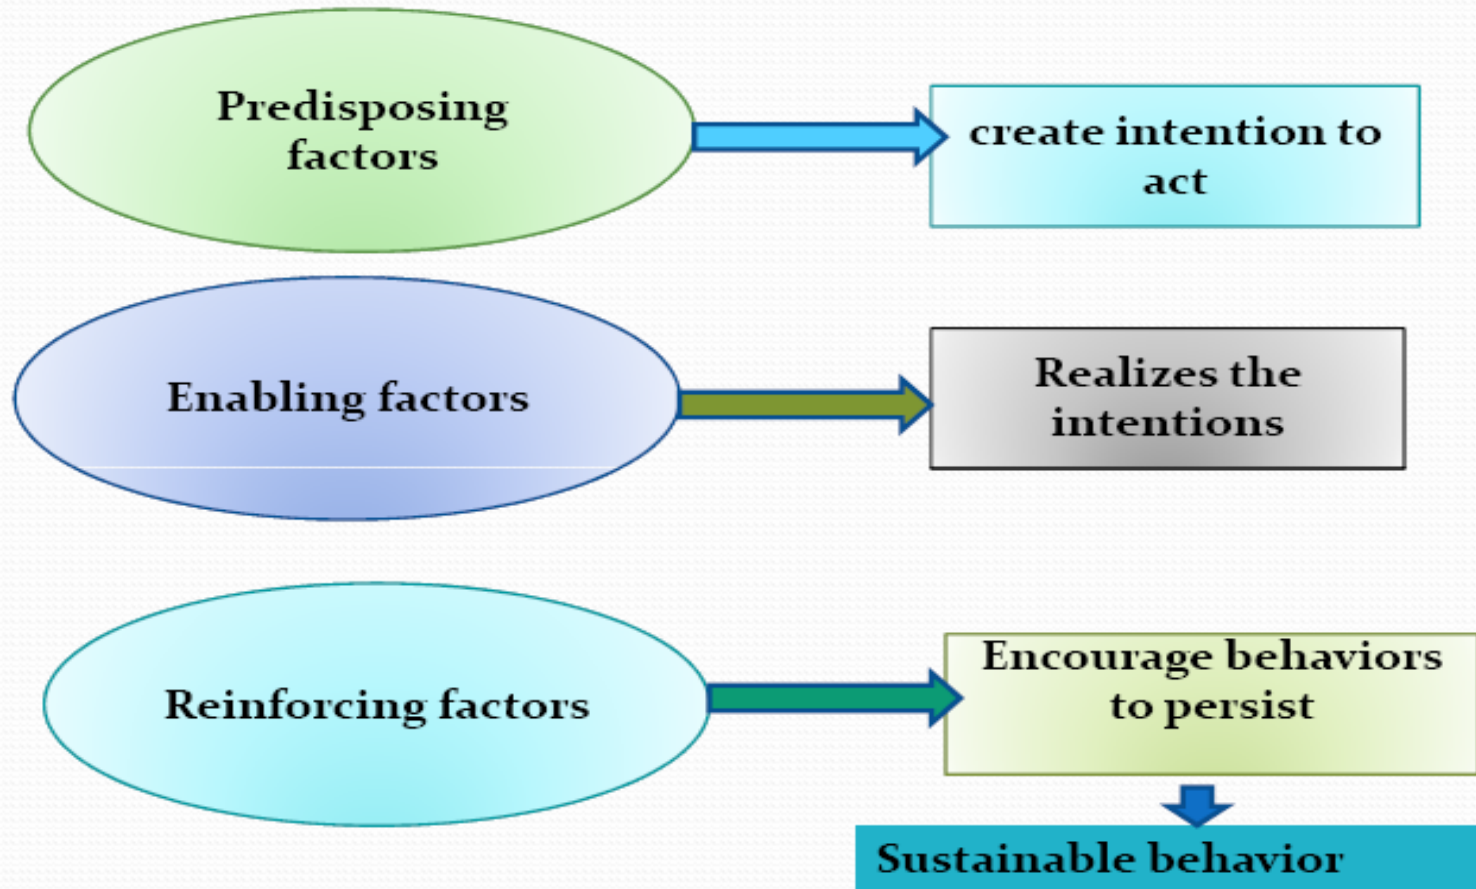 Predisposing
factors
create intention to
act
Enabling factors
Realizes the
intentions
Reinforcing factors
Encourage behaviors
to persist
Sustainable behavior